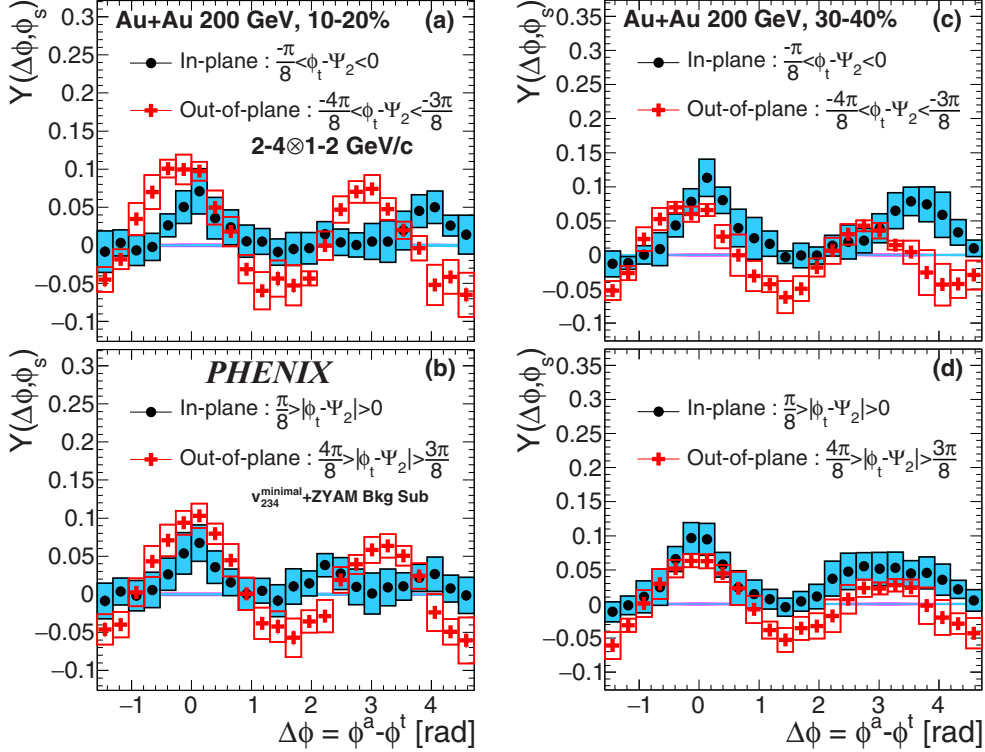 Au+Au 200 GeV, 10-20% (a)
In-plane : -π/8<ϕt-Ψ2<0
Out-of-plane : -4π/8<ϕt-Ψ2<-3π/8
2-4⊗1-2 GeV/c
Y(Δϕ,ϕs)
0.3
0.25
0.2
0.15
0.1
0.05
0
−0.05
−0.1
Au+Au 200 GeV, 30-40% (c)
In-plane : -π/8<ϕt-Ψ2<0
Out-of-plane : -4π/8<ϕt-Ψ2<-3π/8
Y(Δϕ,ϕs)
0.35
0.3
0.25
0.2
0.15
0.1
0.05
0
−0.05
−0.1
PHENIX (b)
In-plane : π/8>|ϕt-Ψ2|>0
Out-of-plane : 4π/8>|ϕt-Ψ2|>3π/8
v234minimal+ZYAM Bkg Sub
Y(Δϕ,ϕs)
0.3
0.25
0.2
0.15
0.1
0.05
0
−0.05
−0.1
−1 0 1 2 3 4
Δϕ = ϕa-ϕt [rad]
(d)
In-plane : π/8>|ϕt-Ψ2|>0
Out-of-plane : 4π/8>|ϕt-Ψ2|>3π/8
Y(Δϕ,ϕs)
0.35
0.3
0.25
0.2
0.15
0.1
0.05
0
−0.05
−0.1
−1 0 1 2 3 4
Δϕ = ϕa-ϕt [rad]